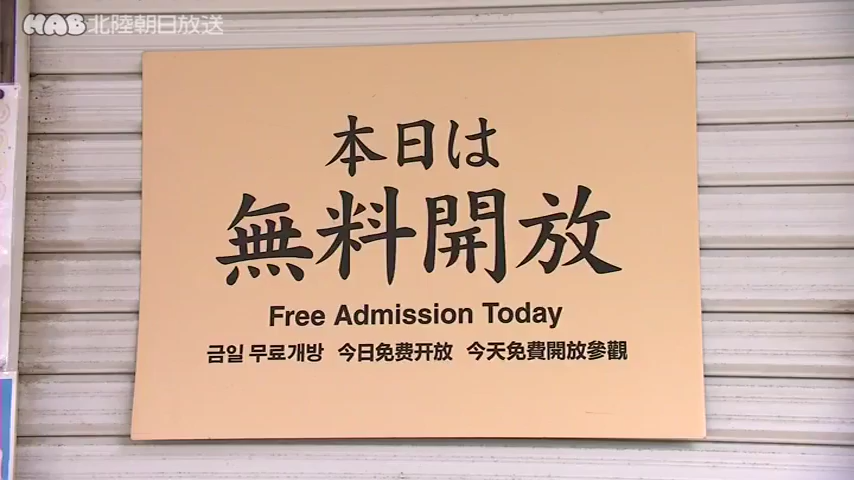 HAB北陸朝日放送
本日は
無料開放
Free Admission Today
금일 무료개방 今日免费开放 今天免費開放參觀